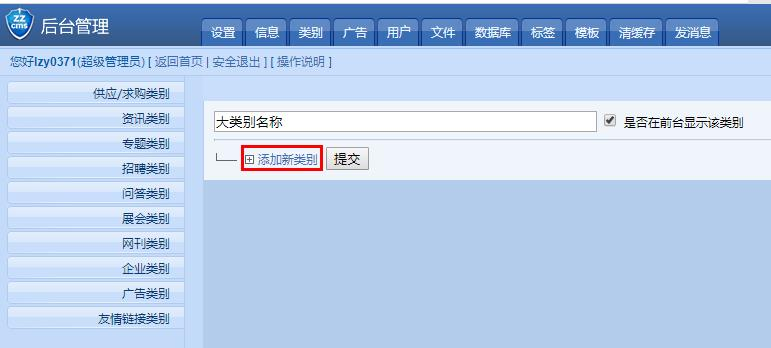 zz
cms
后台管理
设置 信息 类别 广告 用户 文件 数据库 标签 模板 清缓存 发消息
您好lzy0371(超级管理员) [ 返回首页 | 安全退出 ] [ 操作说明 ]
供应/求购类别
资讯类别
专题类别
招聘类别
问答类别
展会类别
网刊类别
企业类别
广告类别
友情链接类别
大类别名称 是否在前台显示该类别
添加新类别 提交